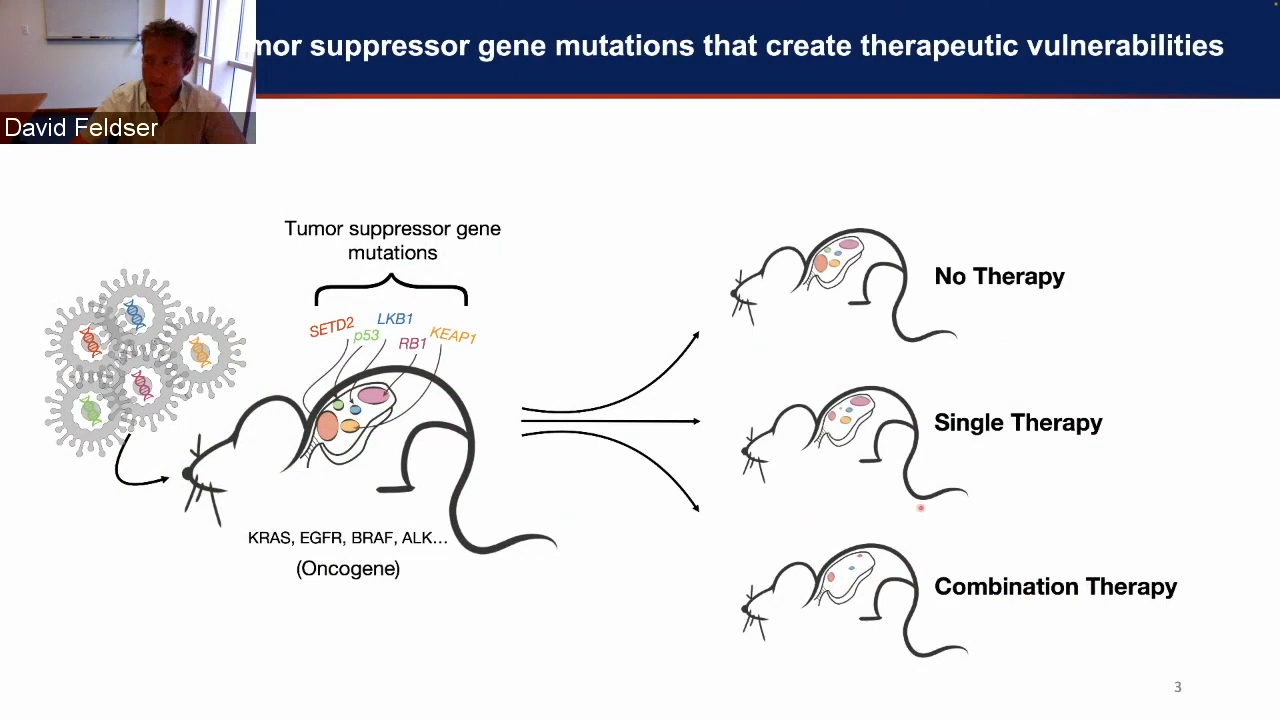 mor suppressor gene mutations that create therapeutic vulnerabilities
David Feldser
Tumor suppressor gene
mutations
SETD2
LKB1
p53
RB1
KEAP1
KRAS, EGFR, BRAF, ALK...
(Oncogene)
No Therapy
Single Therapy
Combination Therapy
3